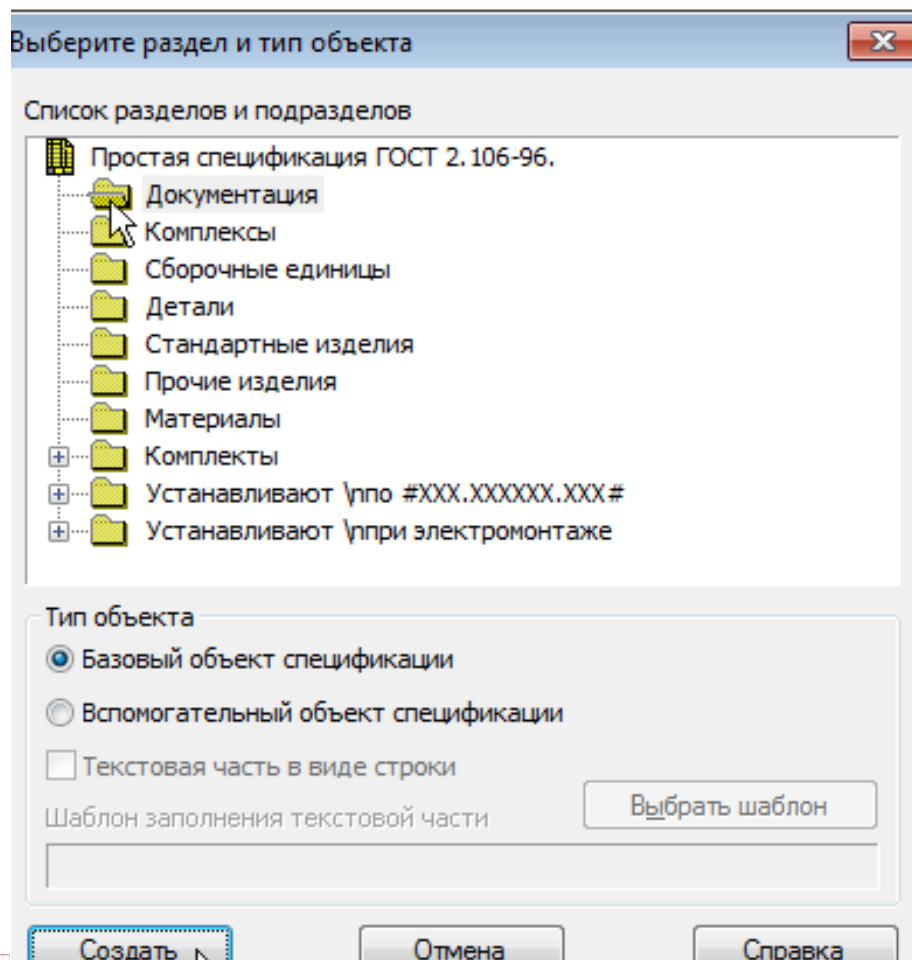 Выберите раздел и тип объекта
Список разделов и подразделов
Простая спецификация ГОСТ 2.106-96.
Документация
Комплексы
Сборочные единицы
Детали
Стандартные изделия
Прочие изделия
Материалы
Комплекты
Устанавливают \nпо #XXX.XXXXXX.XXX#
Устанавливают \nпри электромонтаже
Тип объекта
Базовый объект спецификации
Вспомогательный объект спецификации
Текстовая часть в виде строки
Шаблон заполнения текстовой части
Выбрать шаблон
Создать Отмена Справка